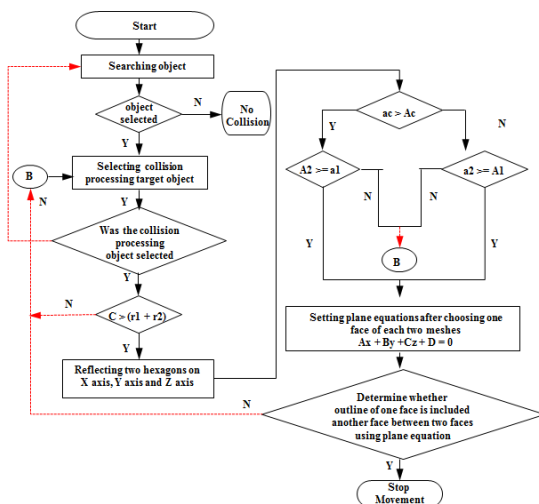 Start
Searching object
object
selected
N
No
Collision
Y
B
Selecting collision
processing target object
N
Y
Was the collision
processing
object selected
Y
N
C > (r1 + r2)
Y
Reflecting two hexagons on
X axis, Y axis and Z axis
ac > Ac
Y
N
A2 >= a1
a2 >= A1
N
N
B
Y
Y
Setting plane equations after choosing one
face of each two meshes
Ax + By +Cz + D = 0
N
Determine whether
outline of one face is included
another face between two faces
using plane equation
Y
Stop
Movement